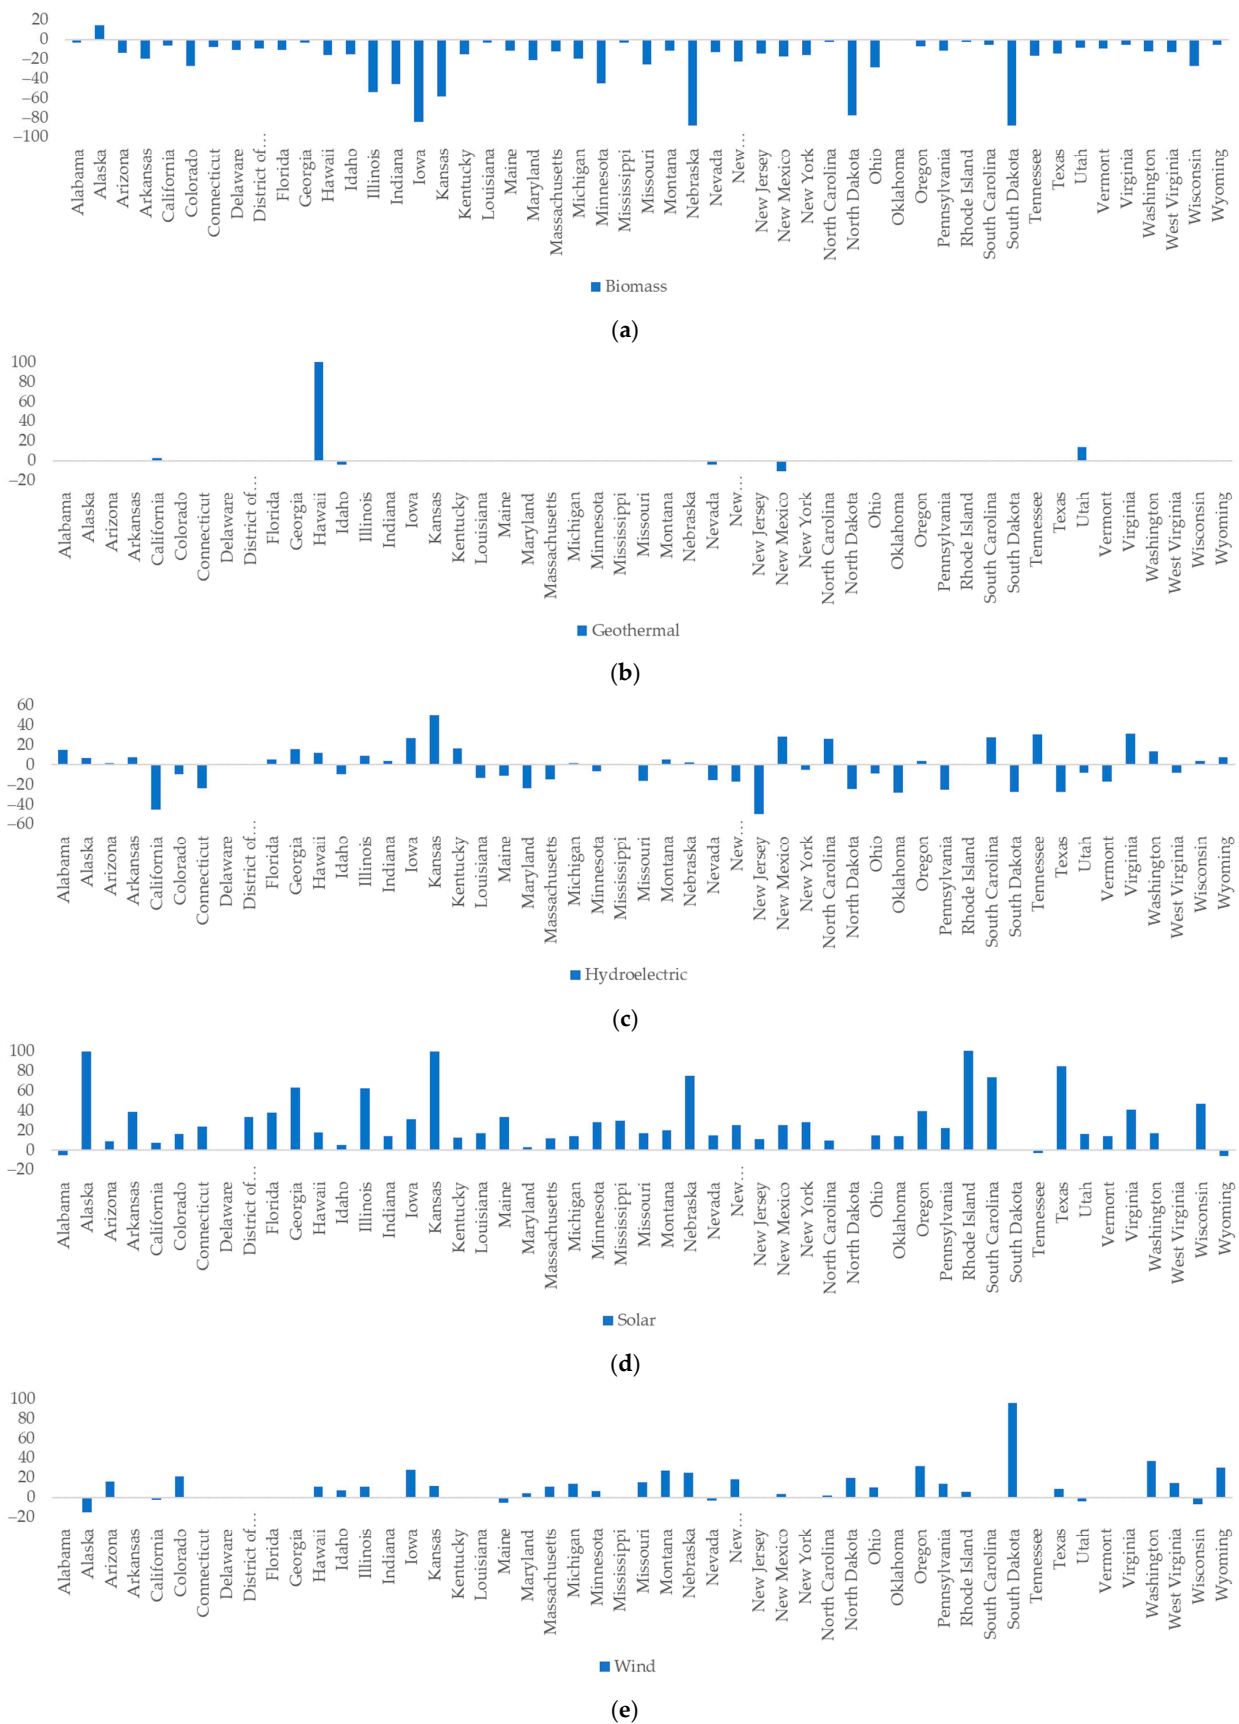 20
0
−20
−40
−60
−80
−100
Alabama
Alaska
Arizona
Arkansas
California
Colorado
Connecticut
Delaware
District of…
Florida
Georgia
Hawaii
Idaho
Illinois
Indiana
Iowa
Kansas
Kentucky
Louisiana
Maine
Maryland
Massachusetts
Michigan
Minnesota
Mississippi
Missouri
Montana
Nebraska
Nevada
New…
New Jersey
New Mexico
New York
North Carolina
North Dakota
Ohio
Oklahoma
Oregon
Pennsylvania
Rhode Island
South Carolina
South Dakota
Tennessee
Texas
Utah
Vermont
Virginia
Washington
West Virginia
Wisconsin
Wyoming
Biomass
(a)
100
80
60
40
20
0
−20
Alabama
Alaska
Arizona
Arkansas
California
Colorado
Connecticut
Delaware
District of…
Florida
Georgia
Hawaii
Idaho
Illinois
Indiana
Iowa
Kansas
Kentucky
Louisiana
Maine
Maryland
Massachusetts
Michigan
Minnesota
Mississippi
Missouri
Montana
Nebraska
Nevada
New…
New Jersey
New Mexico
New York
North Carolina
North Dakota
Ohio
Oklahoma
Oregon
Pennsylvania
Rhode Island
South Carolina
South Dakota
Tennessee
Texas
Utah
Vermont
Virginia
Washington
West Virginia
Wisconsin
Wyoming
Geothermal
(b)
60
40
20
0
−20
−40
−60
Alabama
Alaska
Arizona
Arkansas
California
Colorado
Connecticut
Delaware
District of…
Florida
Georgia
Hawaii
Idaho
Illinois
Indiana
Iowa
Kansas
Kentucky
Louisiana
Maine
Maryland
Massachusetts
Michigan
Minnesota
Mississippi
Missouri
Montana
Nebraska
Nevada
New…
New Jersey
New Mexico
New York
North Carolina
North Dakota
Ohio
Oklahoma
Oregon
Pennsylvania
Rhode Island
South Carolina
South Dakota
Tennessee
Texas
Utah
Vermont
Virginia
Washington
West Virginia
Wisconsin
Wyoming
Hydroelectric
(c)
100
80
60
40
20
0
−20
Alabama
Alaska
Arizona
Arkansas
California
Colorado
Connecticut
Delaware
District of…
Florida
Georgia
Hawaii
Idaho
Illinois
Indiana
Iowa
Kansas
Kentucky
Louisiana
Maine
Maryland
Massachusetts
Michigan
Minnesota
Mississippi
Missouri
Montana
Nebraska
Nevada
New…
New Jersey
New Mexico
New York
North Carolina
North Dakota
Ohio
Oklahoma
Oregon
Pennsylvania
Rhode Island
South Carolina
South Dakota
Tennessee
Texas
Utah
Vermont
Virginia
Washington
West Virginia
Wisconsin
Wyoming
Solar
(d)
100
80
60
40
20
0
−20
Alabama
Alaska
Arizona
Arkansas
California
Colorado
Connecticut
Delaware
District of…
Florida
Georgia
Hawaii
Idaho
Illinois
Indiana
Iowa
Kansas
Kentucky
Louisiana
Maine
Maryland
Massachusetts
Michigan
Minnesota
Mississippi
Missouri
Montana
Nebraska
Nevada
New…
New Jersey
New Mexico
New York
North Carolina
North Dakota
Ohio
Oklahoma
Oregon
Pennsylvania
Rhode Island
South Carolina
South Dakota
Tennessee
Texas
Utah
Vermont
Virginia
Washington
West Virginia
Wisconsin
Wyoming
Wind
(e)